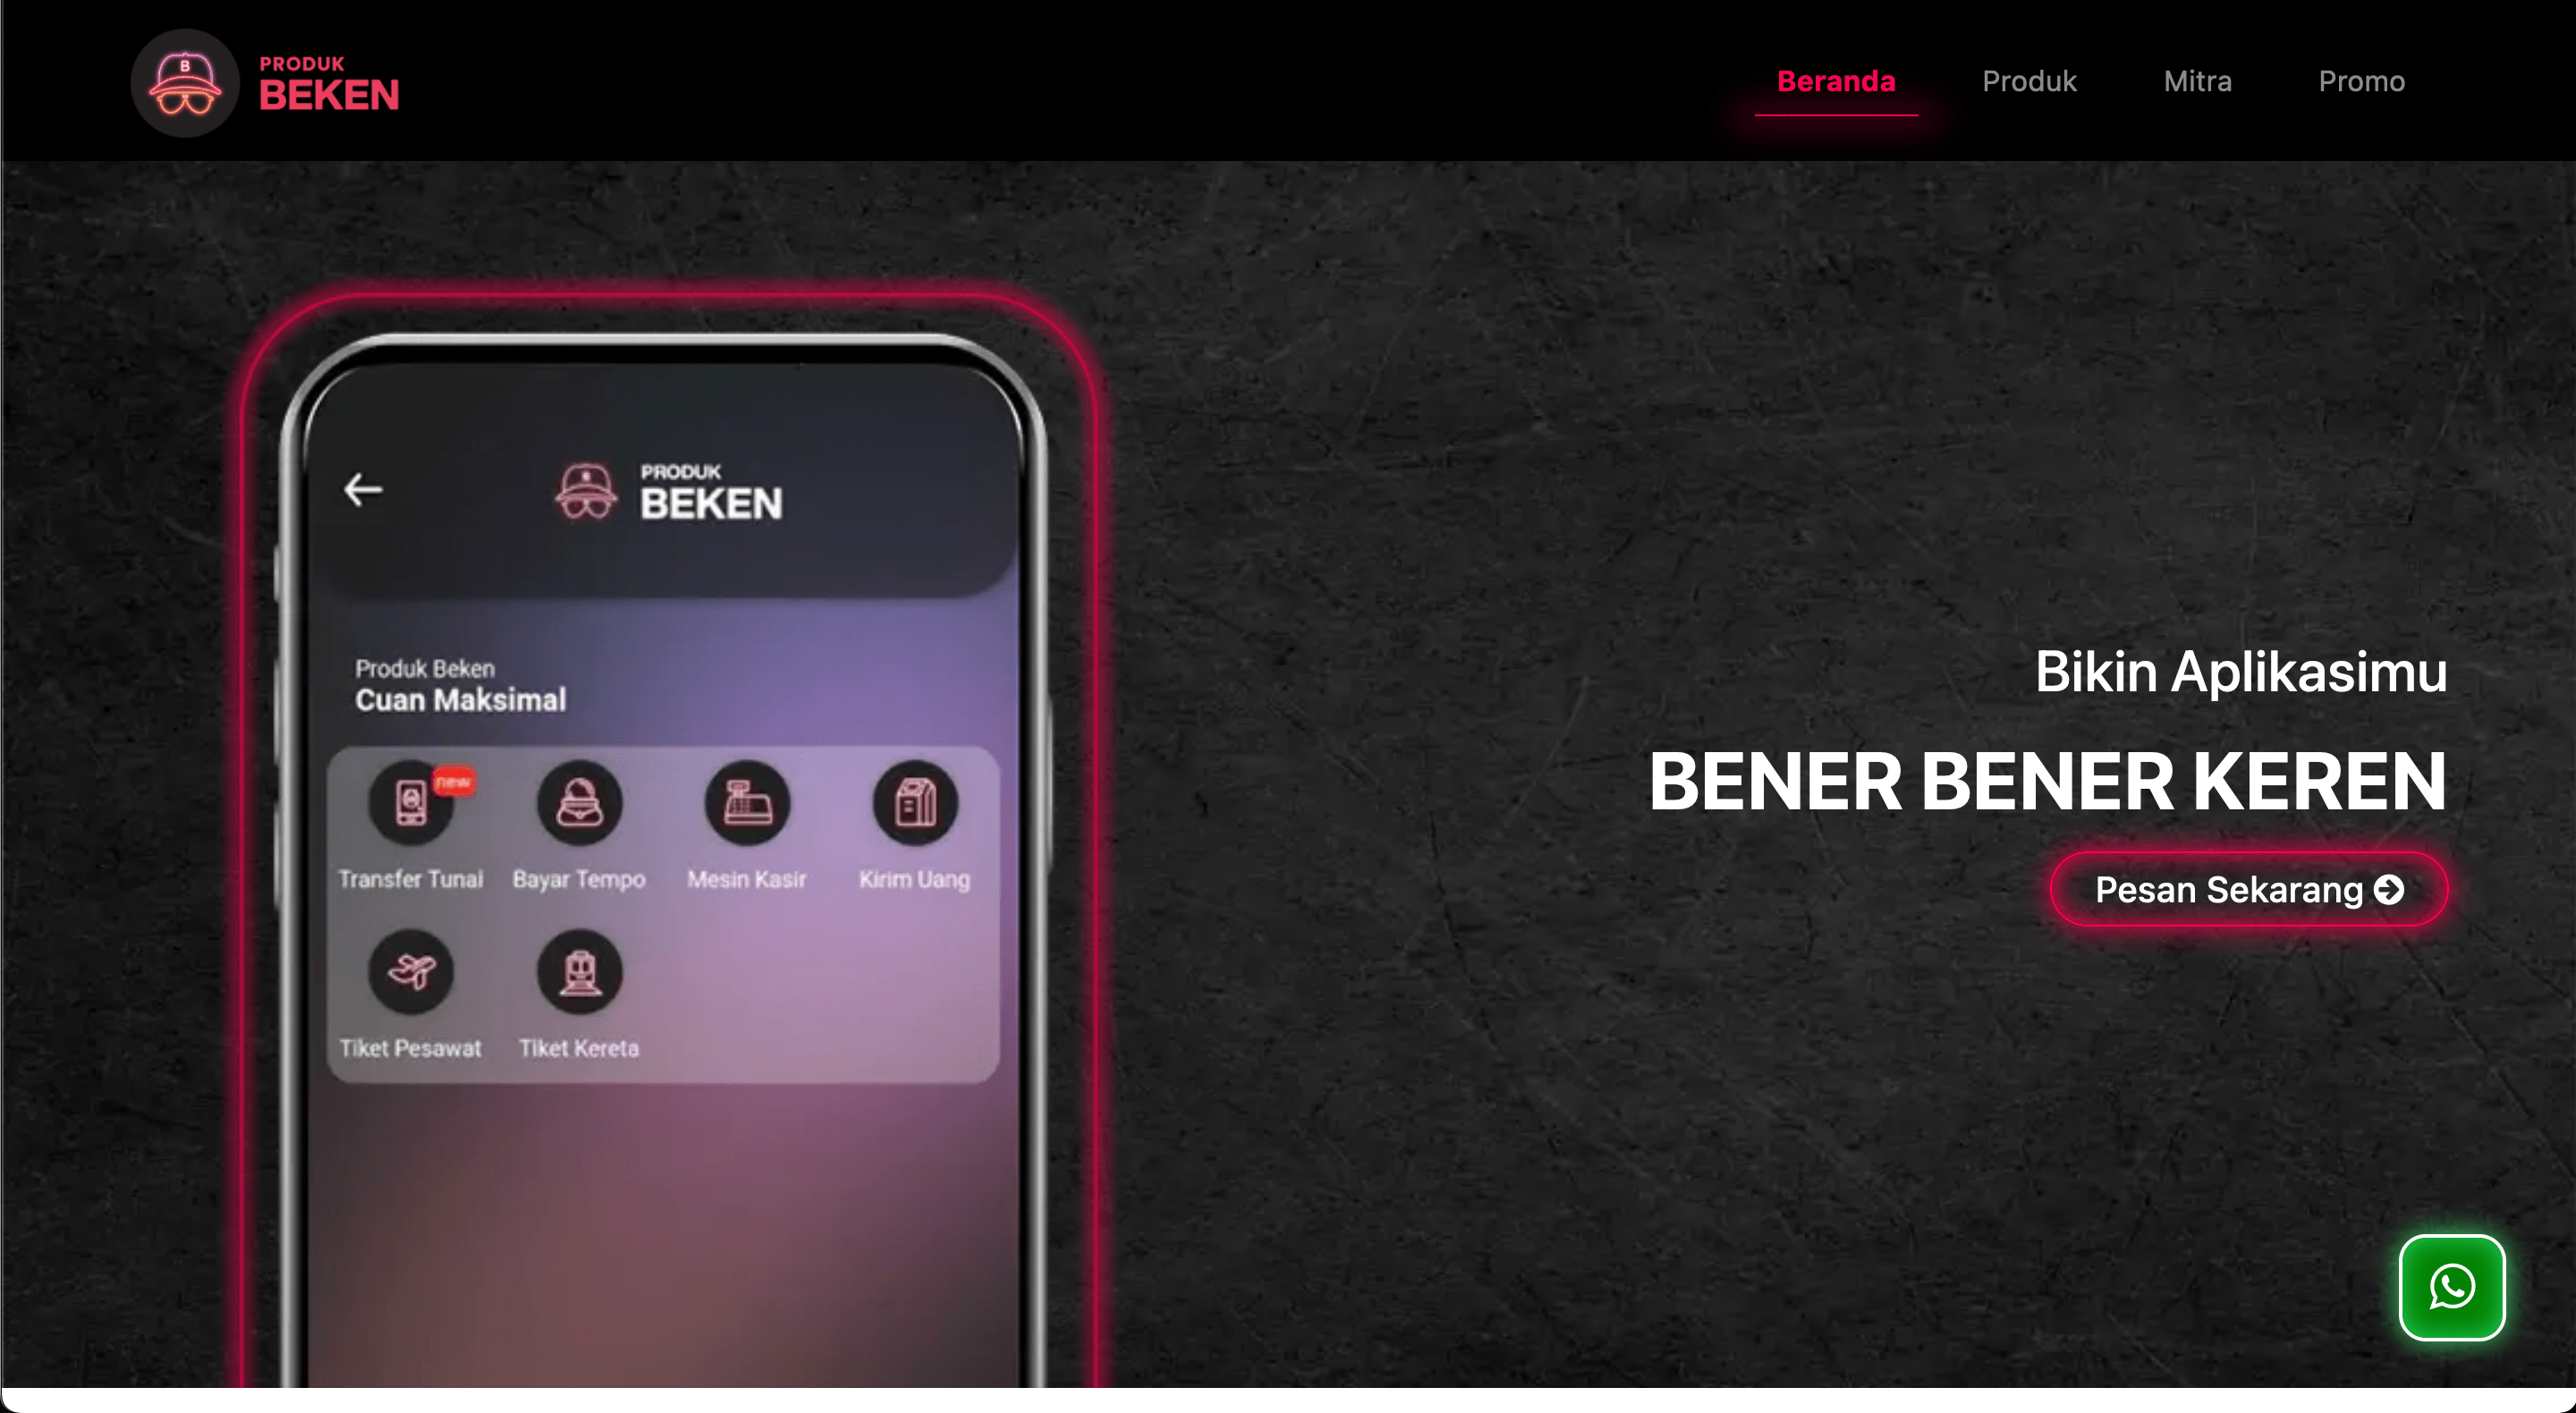 B
PRODUK
BEKEN
Beranda
Produk
Mitra
Promo
PRODUK
BEKEN
Produk Beken
Cuan Maksimal
new
Transfer Tunai
Bayar Tempo
Mesin Kasir
Kirim Uang
Tiket Pesawat
Tiket Kereta
Bikin Aplikasimu
BENER BENER KEREN
Pesan Sekarang